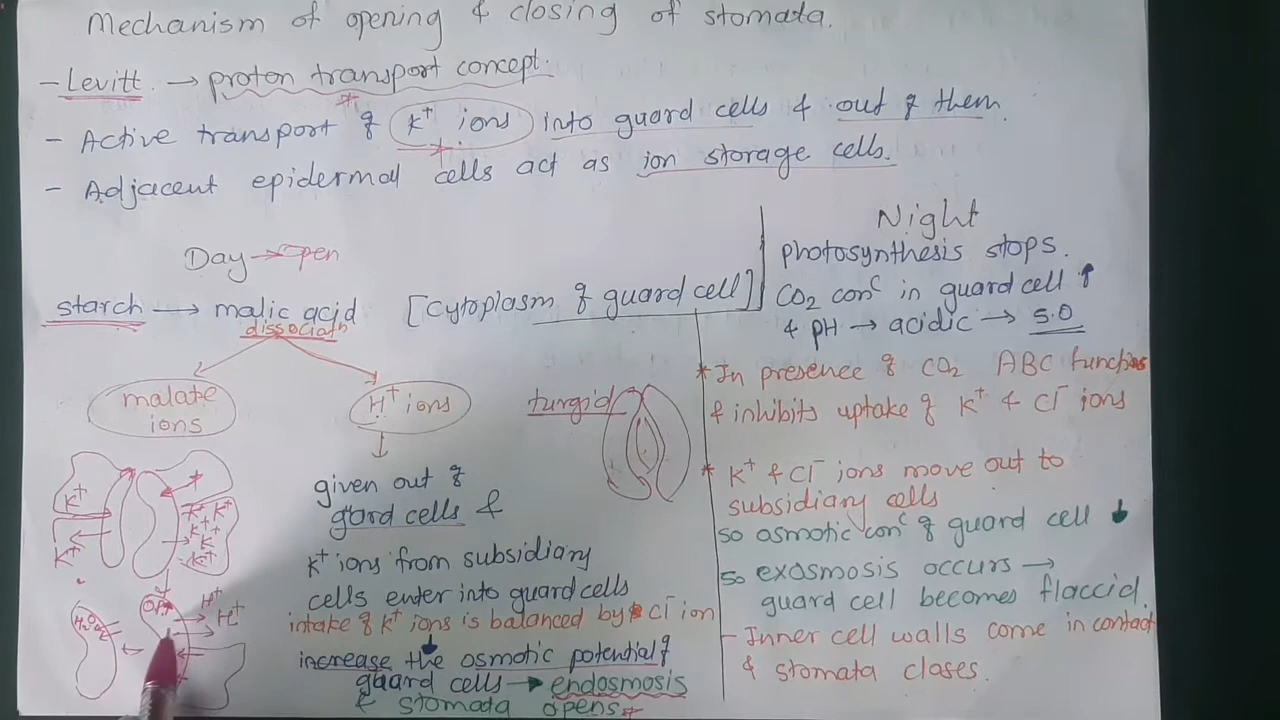 Mechanism of opening & closing of stomata.
- Levitt → proton transport concept.
- Active transport of K+ ions into guard cells & out of them.
- Adjacent epidermal cells act as ion storage cells.
Day → Open
starch → malic acid [cytoplasm of guard cell]
dissociatn
malate ions
H+ ions
given out of
gard cells &
K+ ions from subsidiary
cells enter into guard cells
intake of K+ ions is balanced by Cl- ion
increase the osmotic potential of
guard cells → endosmosis
& stomata opens
turgid
K+
K+
K+ K+
K+
K+
K+
H+
H+
Night
photosynthesis stops.
CO2 conc in guard cell ↑
& pH → acidic → S.O
* In presence of CO2 ABC functions
& inhibits uptake of K+ & Cl- ions
* K+ & Cl- ions move out to
subsidiary cells
so osmotic conc of guard cell ↓
so exosmosis occurs →
guard cell becomes flaccid.
- Inner cell walls come in contact
& stomata clases.